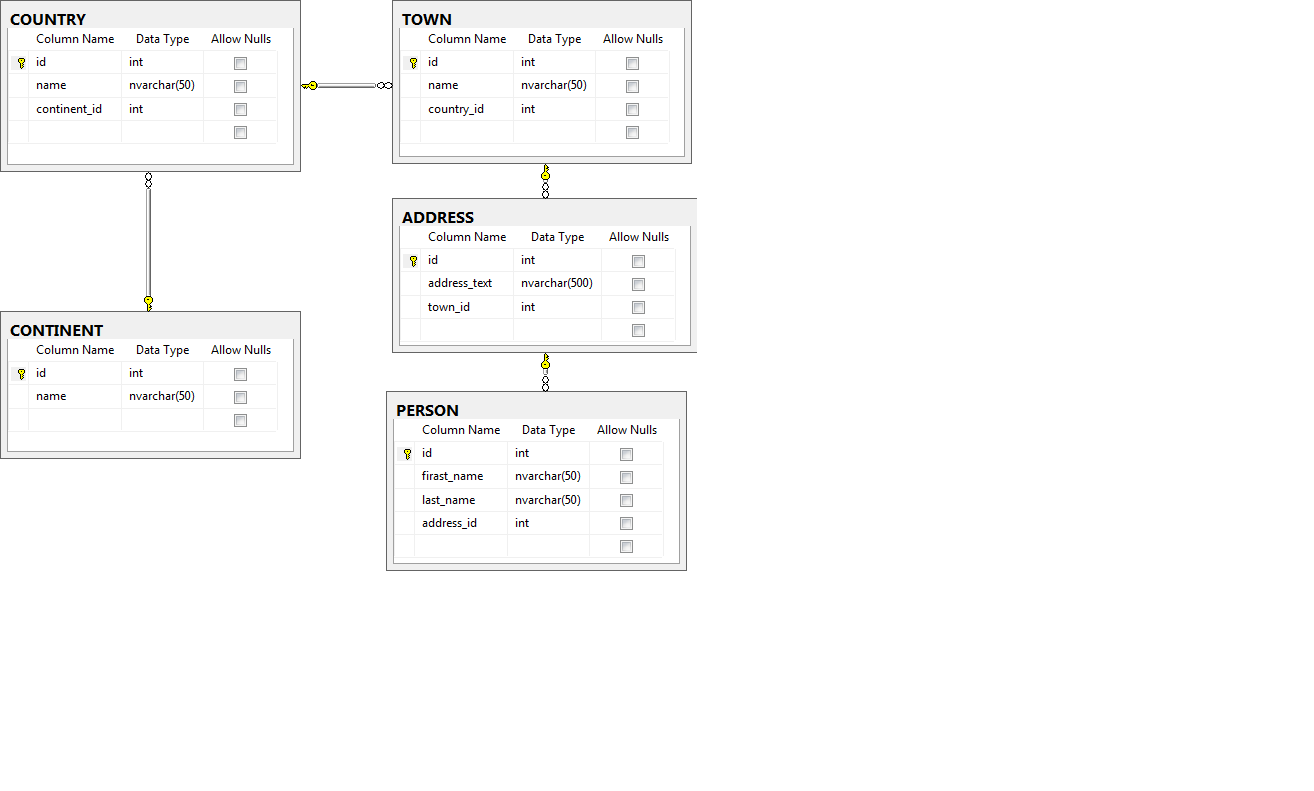 COUNTRY
Column Name Data Type Allow Nulls
id int
name nvarchar(50)
continent_id int
TOWN
Column Name Data Type Allow Nulls
id int
name nvarchar(50)
country_id int
ADDRESS
Column Name Data Type Allow Nulls
id int
address_text nvarchar(500)
town_id int
CONTINENT
Column Name Data Type Allow Nulls
id int
name nvarchar(50)
PERSON
Column Name Data Type Allow Nulls
id int
firast_name nvarchar(50)
last_name nvarchar(50)
address_id int